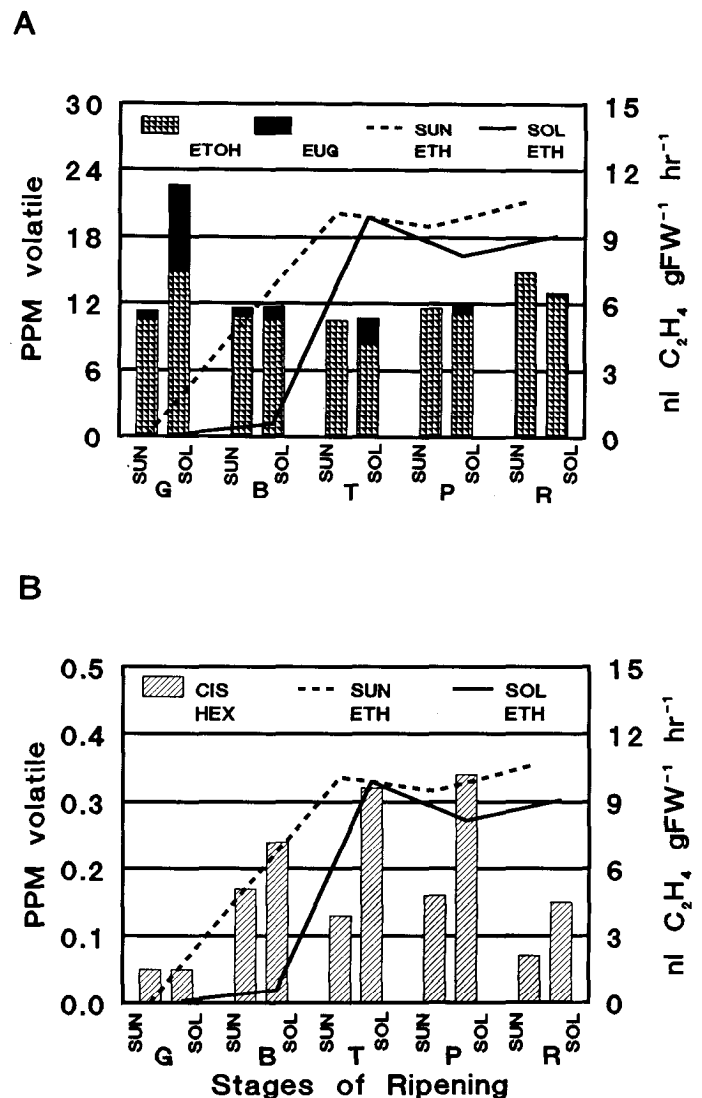 A
ETOH EUG SUN ETH SOL ETH
PPM volatile
30
24
18
12
6
0
15
12
9
6
3
0
nl C₂H₄ gFW⁻¹ hr⁻¹
SUN SOL SUN SOL SUN SOL SUN SOL SUN SOL
G B T P R
B
CIS HEX SUN ETH SOL ETH
PPM volatile
0.5
0.4
0.3
0.2
0.1
0.0
15
12
9
6
3
0
nl C₂H₄ gFW⁻¹ hr⁻¹
SUN SOL SUN SOL SUN SOL SUN SOL SUN SOL
G B T P R
Stages of Ripening